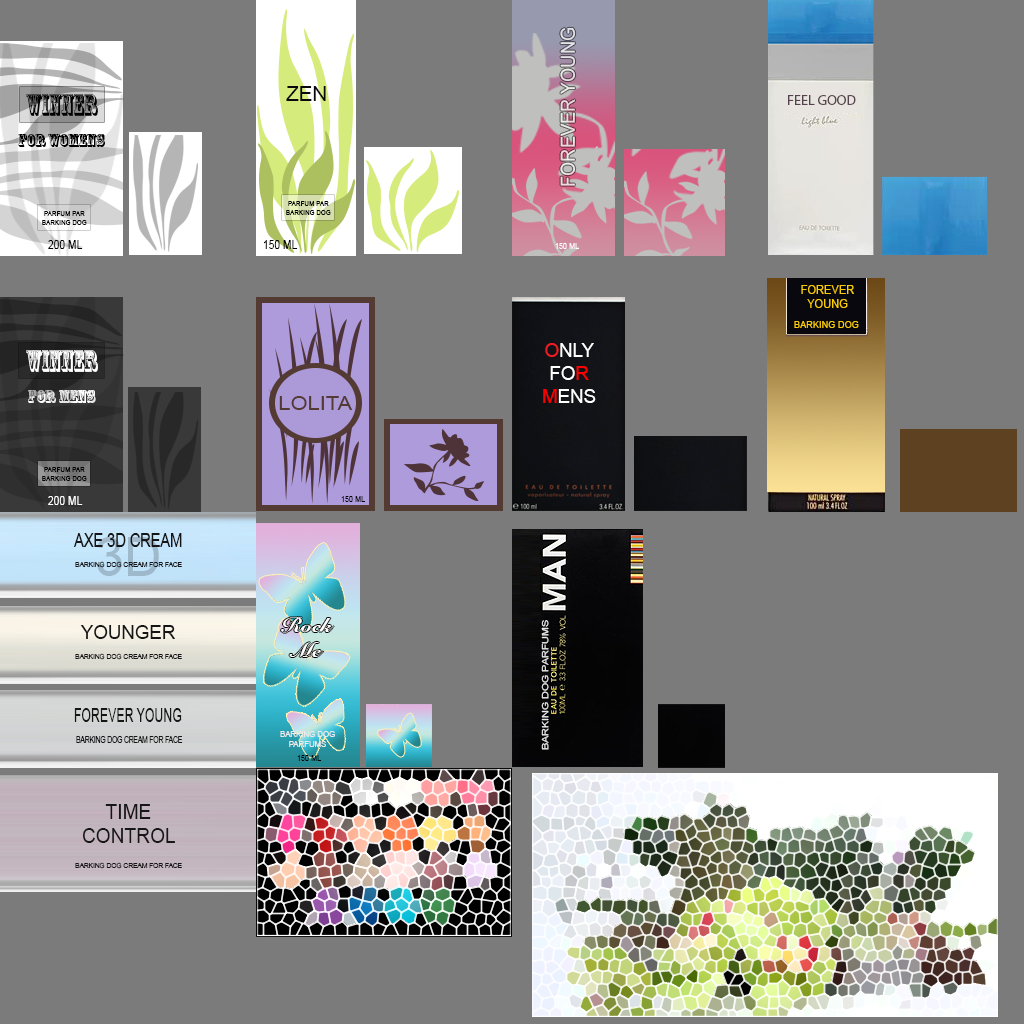 WINNER
FOR WOMENS
PARFUM PAR
BARKING DOG
200 ML
ZEN
PARFUM PAR
BARKING DOG
150 ML
FOREVER YOUNG
150 ML
FEEL GOOD
light blue
EAU DE TOILETTE
WINNER
FOR MENS
PARFUM PAR
BARKING DOG
200 ML
LOLITA
150 ML
ONLY
FOR
MENS
EAU DE TOILETTE
vaporisateur - natural spray
e 100 ml 3.4 FL.OZ
FOREVER
YOUNG
BARKING DOG
NATURAL SPRAY
100 ml 3.4 FL.OZ
AXE 3D CREAM
3D
BARKING DOG CREAM FOR FACE
YOUNGER
BARKING DOG CREAM FOR FACE
FOREVER YOUNG
BARKING DOG CREAM FOR FACE
TIME
CONTROL
BARKING DOG CREAM FOR FACE
Rock
Me
BARKING DOG
PARFUMS
150 ML
BARKING DOG PARFUMS MAN
EAU DE TOILETTE
100ML e 33 FL.OZ 78% VOL